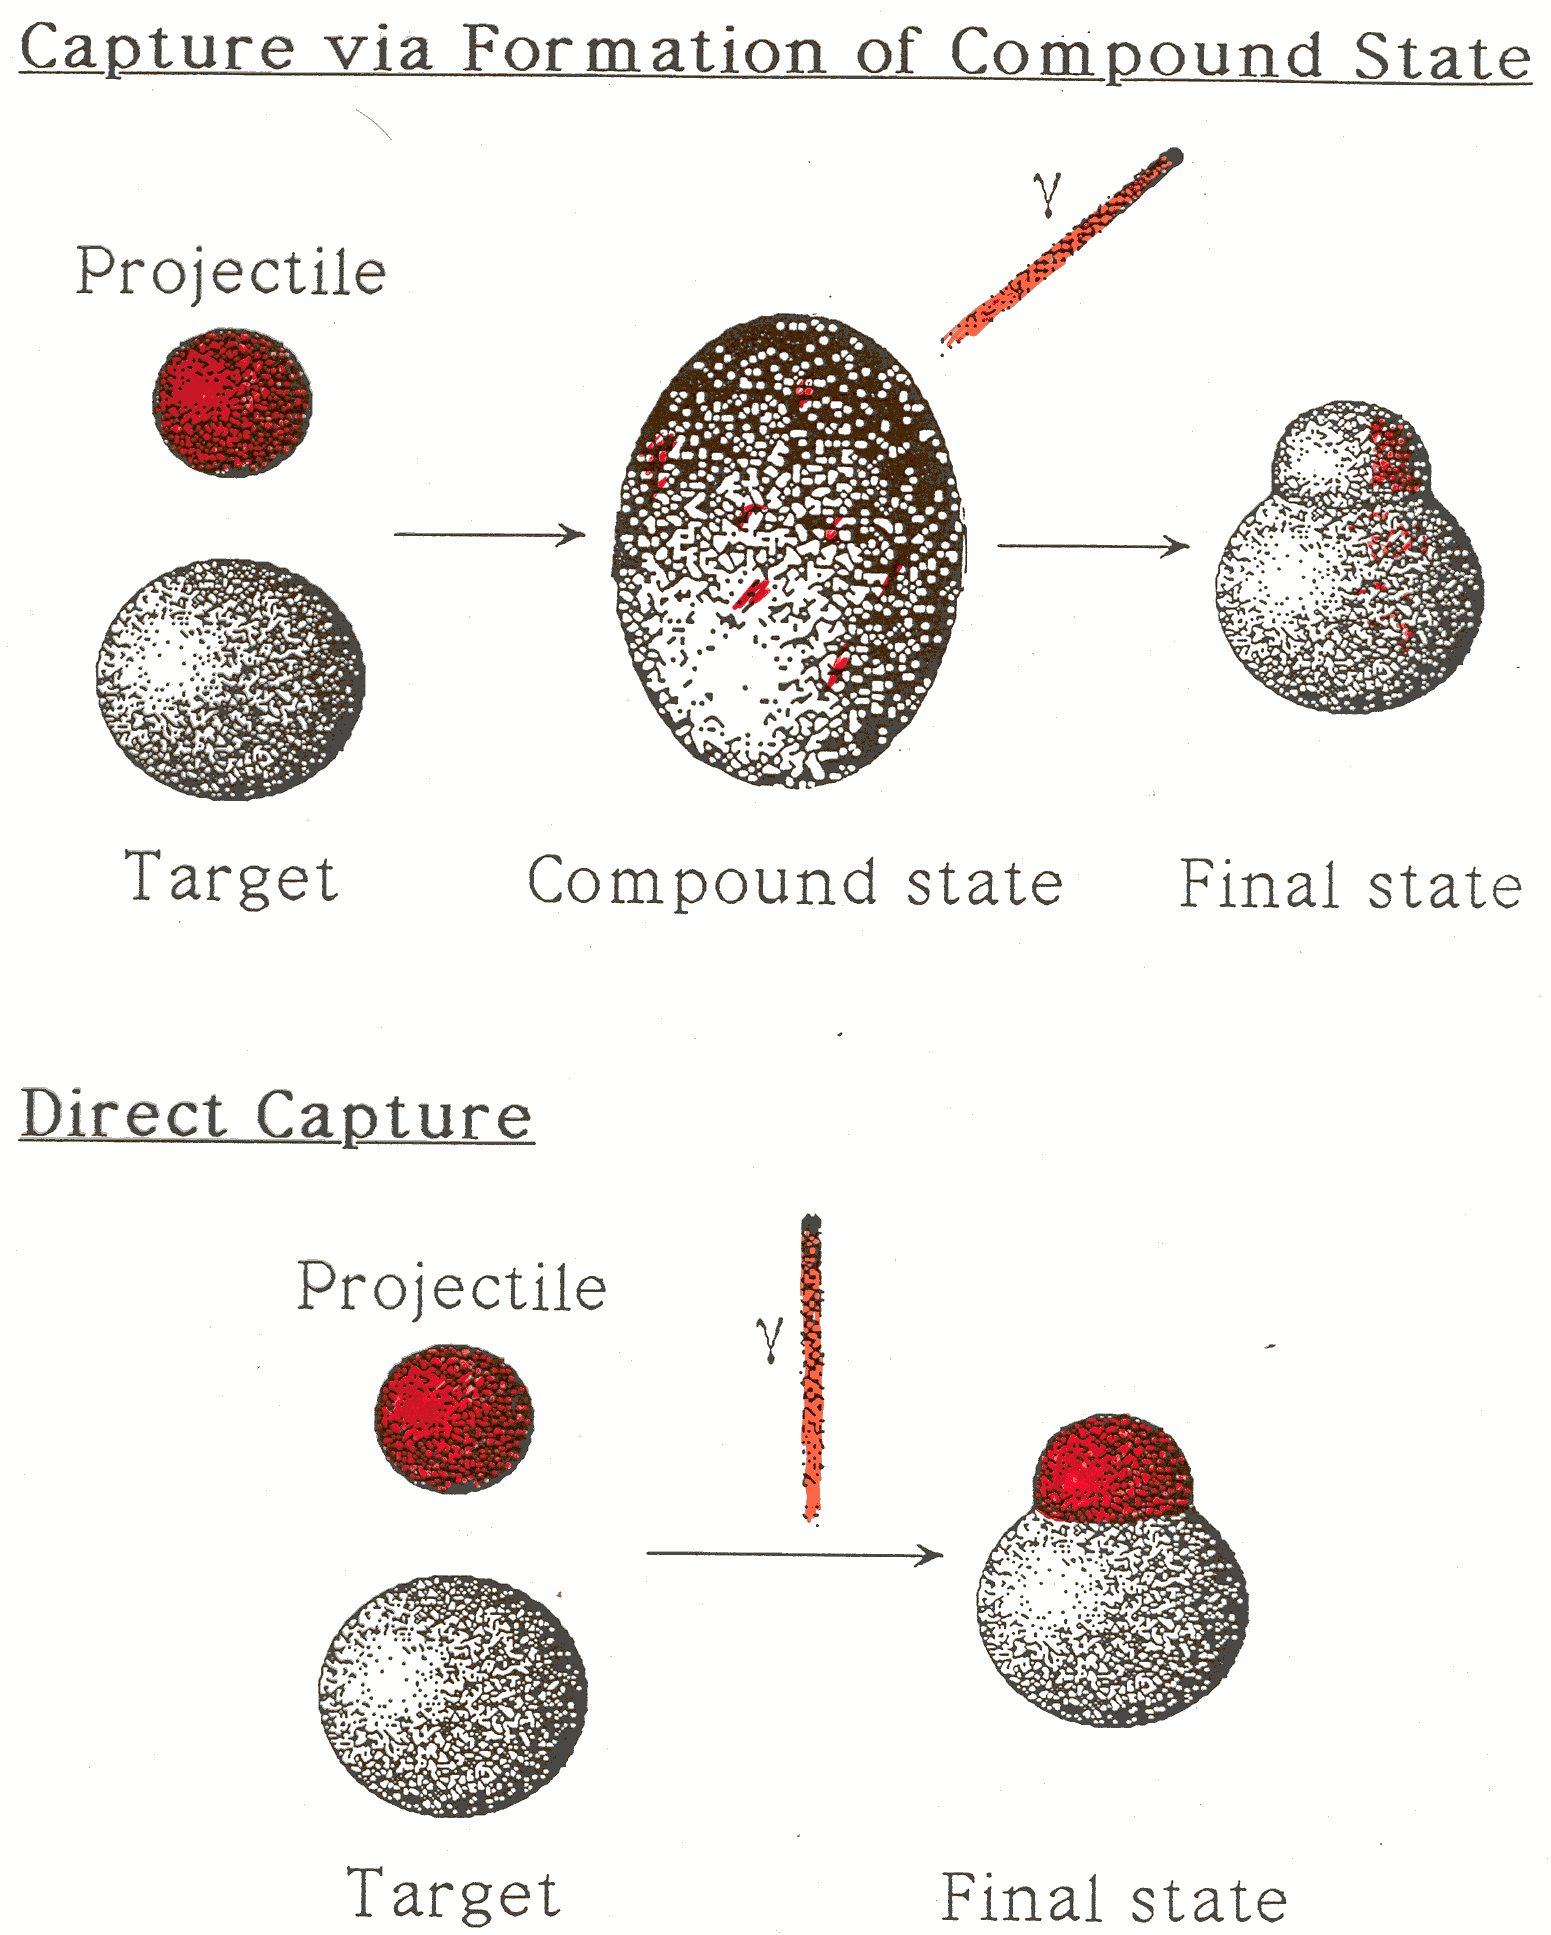 Capture via Formation of Compound State
γ
Projectile
Target
Compound state
Final state
Direct Capture
Projectile
γ
Target
Final state